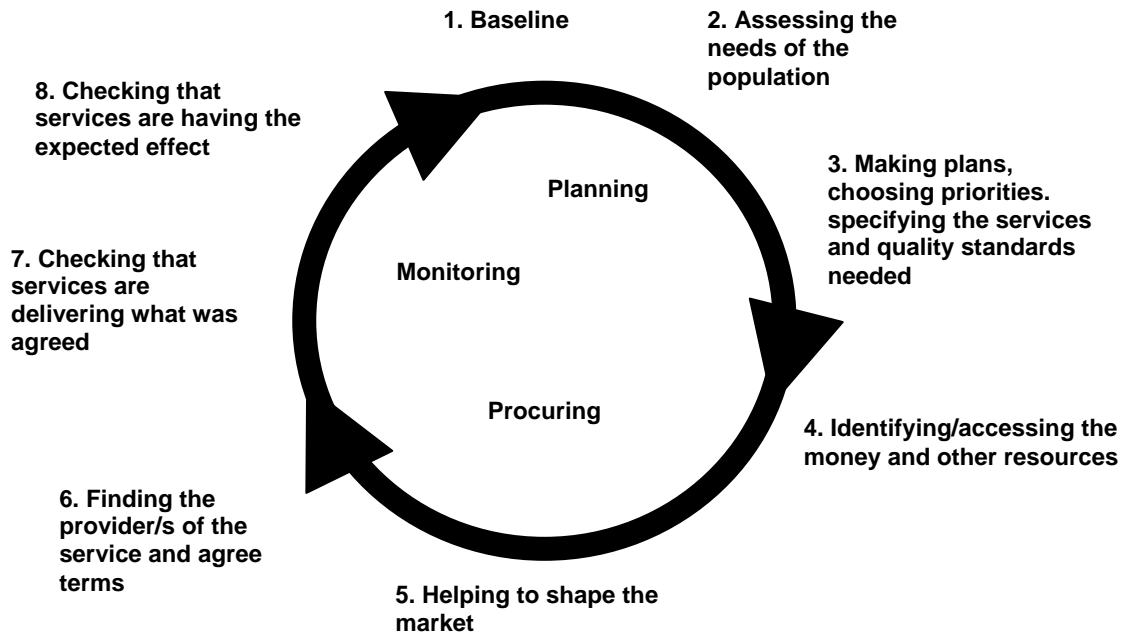 1. Baseline
2. Assessing the
needs of the
population
3. Making plans,
choosing priorities.
specifying the services
and quality standards
needed
4. Identifying/accessing the
money and other resources
5. Helping to shape the
market
6. Finding the
provider/s of the
service and agree
terms
7. Checking that
services are
delivering what was
agreed
8. Checking that
services are having the
expected effect
Planning
Monitoring
Procuring